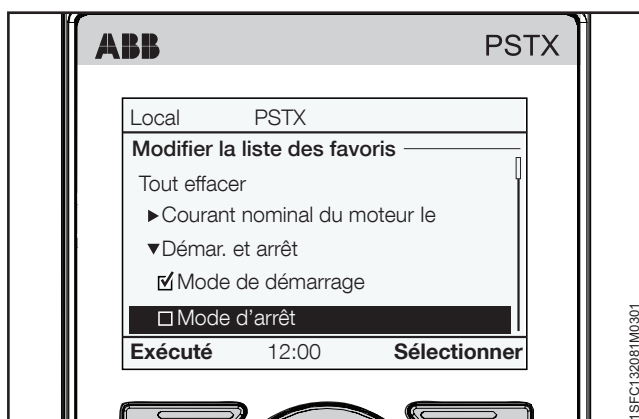 ABB PSTX
Local PSTX
Modifier la liste des favoris
Tout effacer
▶Courant nominal du moteur le
▼Démar. et arrêt
☑Mode de démarrage
☐Mode d'arrêt
Exécuté 12:00 Sélectionner
1SFC132081M0301